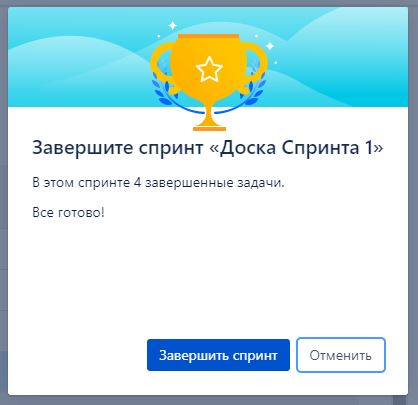 Завершите спринт «Доска Спринта 1»
В этом спринте 4 завершенные задачи.
Все готово!
Завершить спринт
Отменить